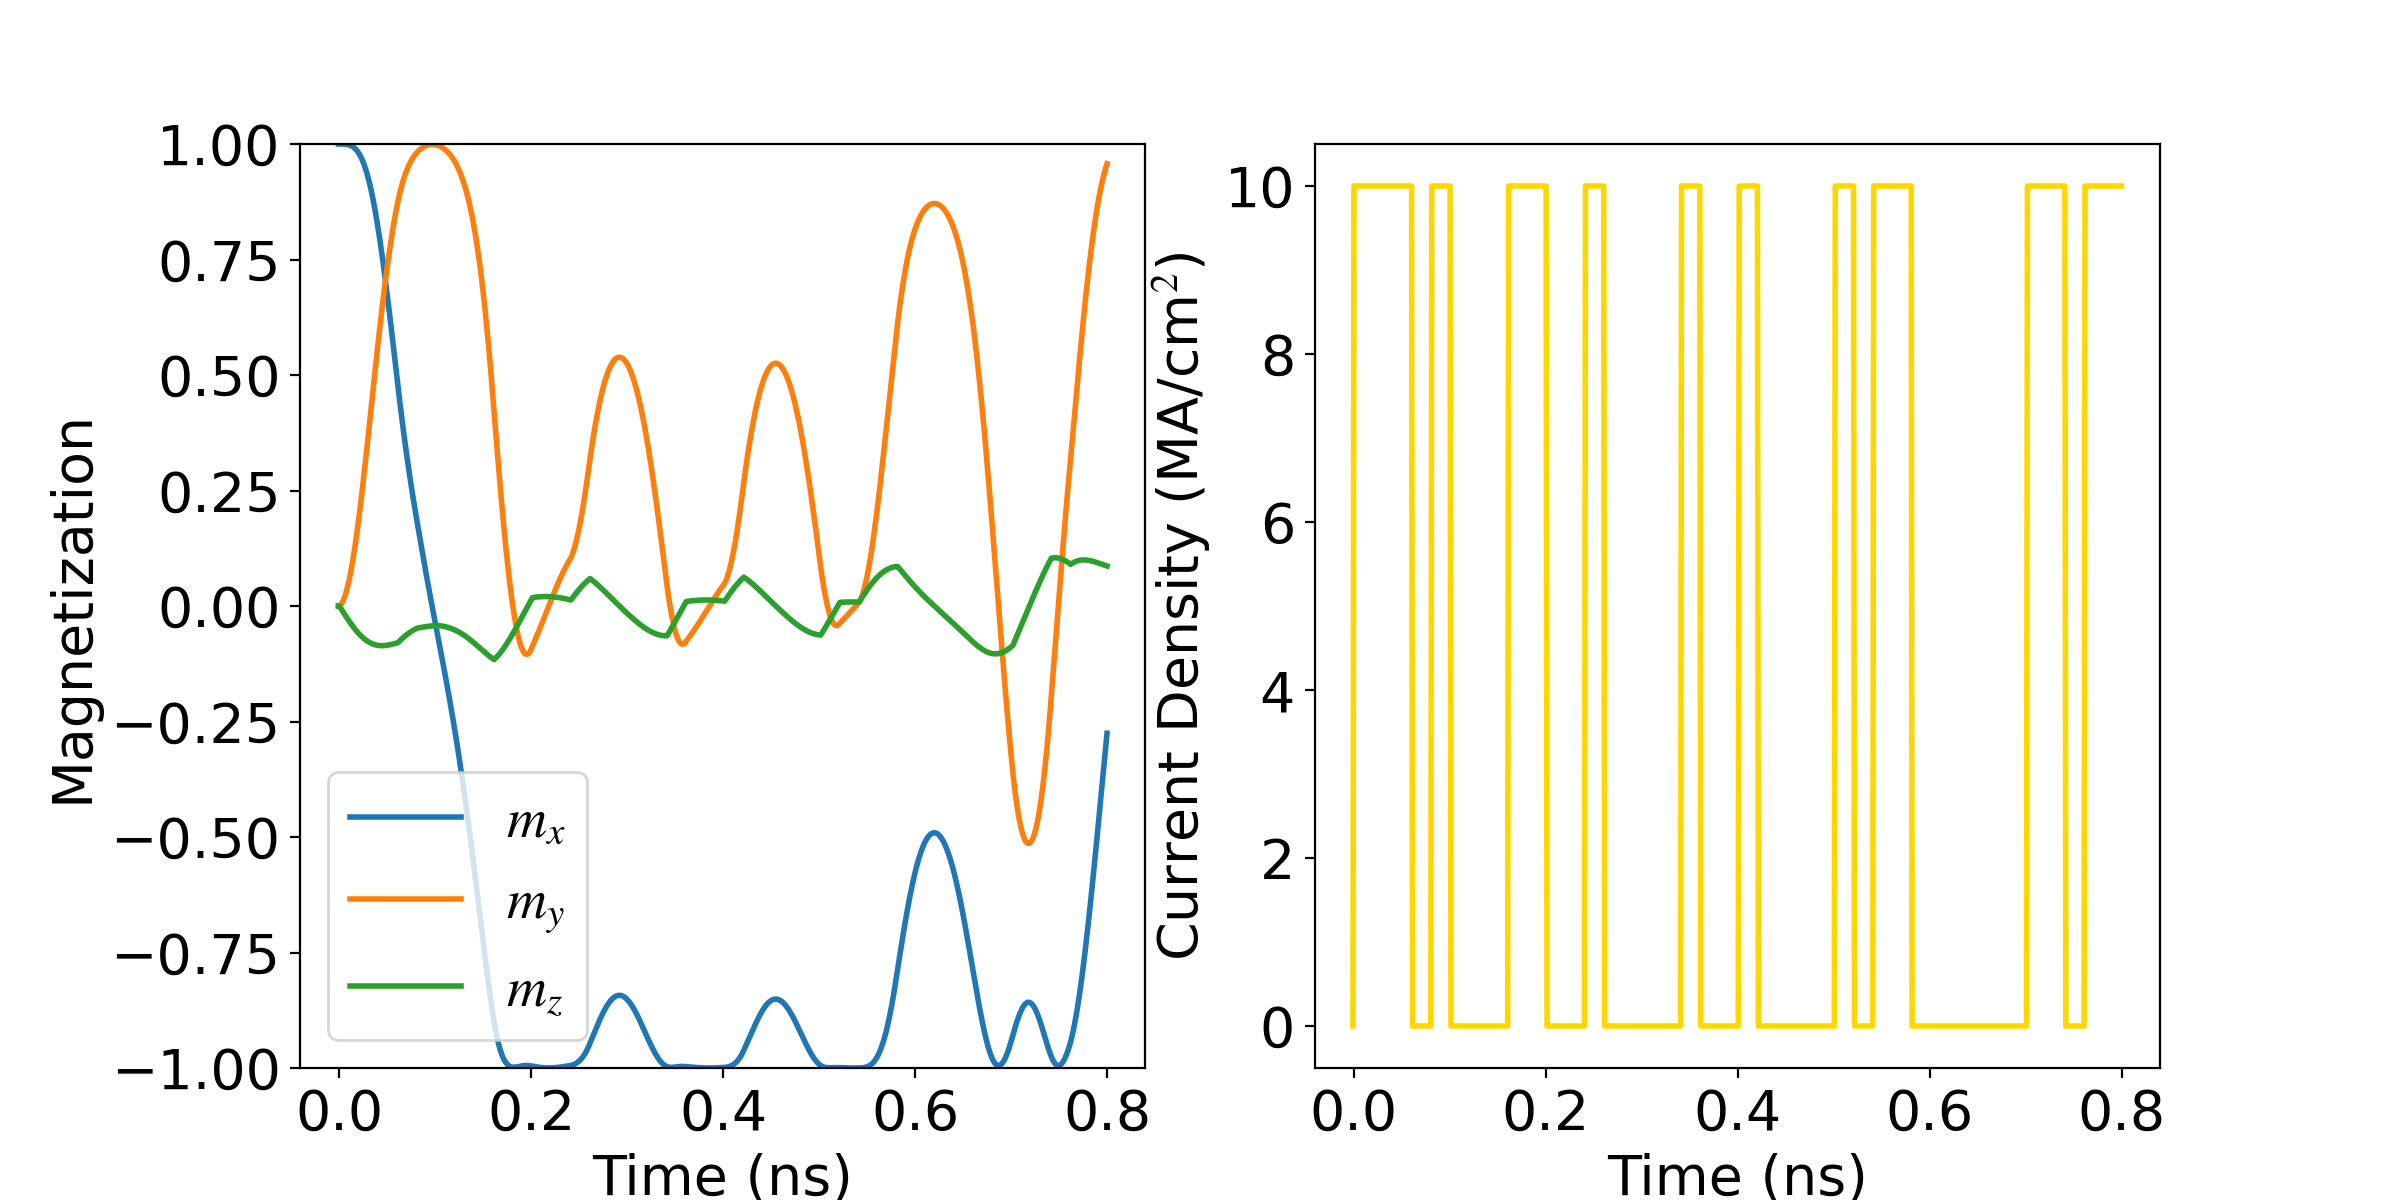 1.00
0.75
0.50
0.25
0.00
−0.25
−0.50
−0.75
−1.00
Magnetization
m_x
m_y
m_z
0.0 0.2 0.4 0.6 0.8
Time (ns)
10
8
6
4
2
0
Current Density (MA/cm²)
0.0 0.2 0.4 0.6 0.8
Time (ns)